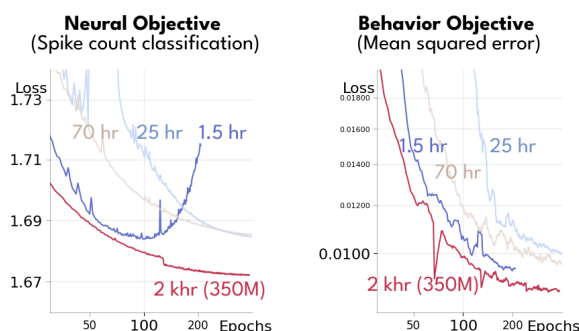 Neural Objective
(Spike count classification)
Loss
1.73
1.71
1.69
1.67
70 hr
25 hr
1.5 hr
2 khr (350M)
50
100
200
Epochs
Behavior Objective
(Mean squared error)
Loss
0.01800
0.01600
0.01400
0.01200
0.0100
1.5 hr
70 hr
25 hr
2 khr (350M)
50
100
200
Epochs